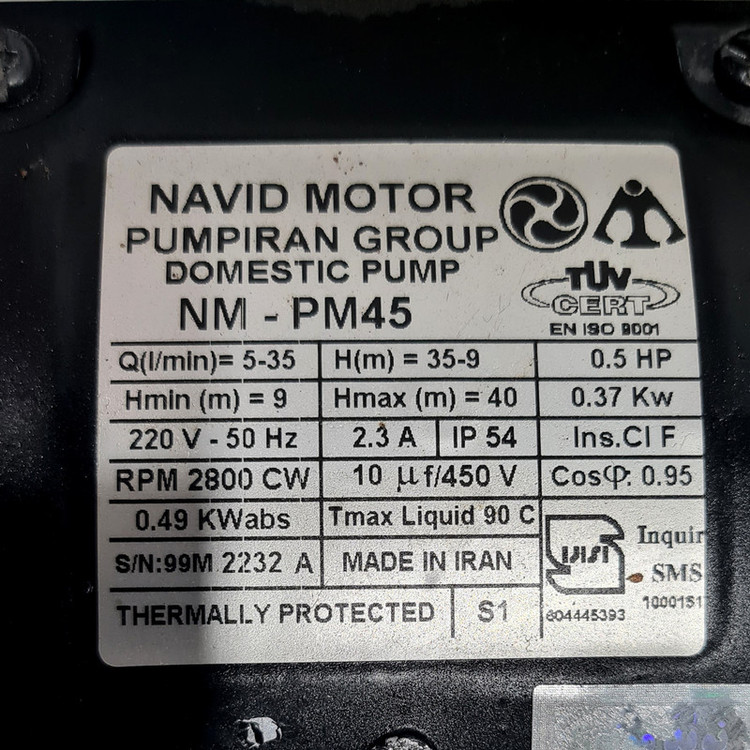 NAVID MOTOR
PUMPIRAN GROUP
DOMESTIC PUMP
NM - PM45
TÜV
CERT
EN ISO 9001
Q(l/min)= 5-35 H(m) = 35-9 0.5 HP
Hmin (m) = 9 Hmax (m) = 40 0.37 Kw
220 V - 50 Hz 2.3 A IP 54 Ins.Cl F
RPM 2800 CW 10 µf/450 V Cosφ: 0.95
0.49 KWabs Tmax Liquid 90 C
S/N:99M 2232 A MADE IN IRAN
THERMALLY PROTECTED S1
ISIRI
Inquir
SMS
1000151
604445393